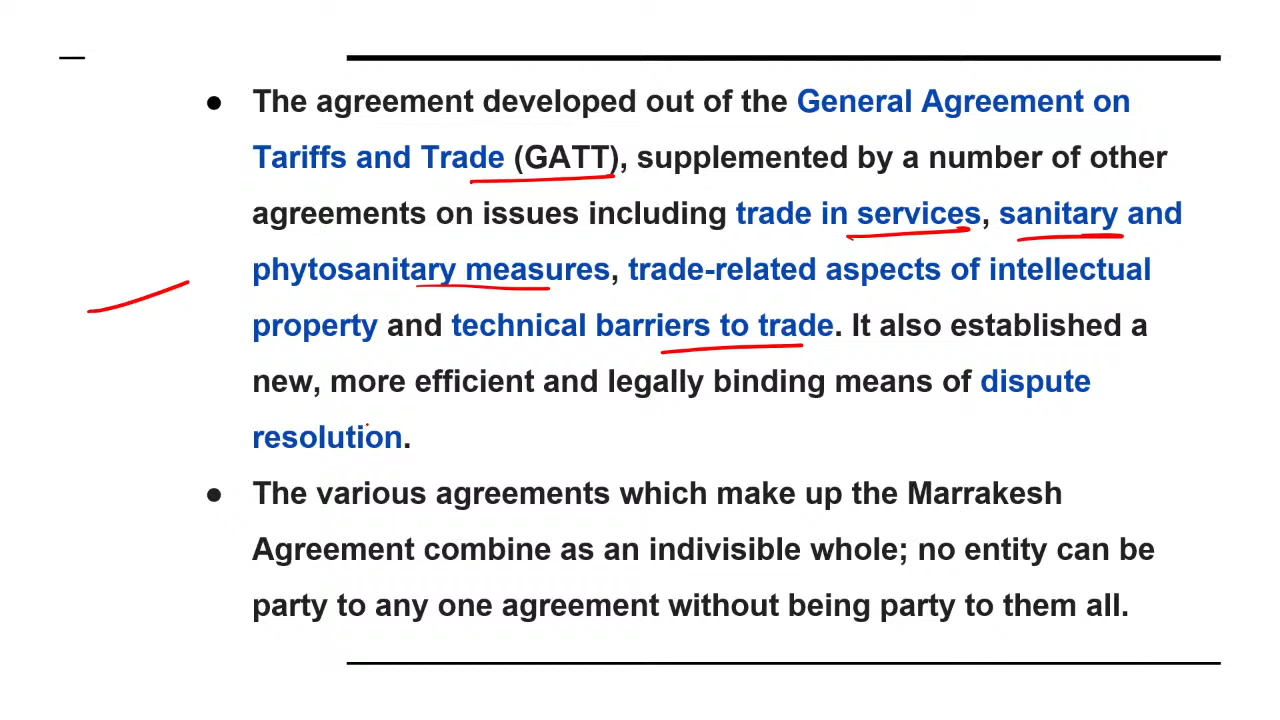 ● The agreement developed out of the General Agreement on
Tariffs and Trade (GATT), supplemented by a number of other
agreements on issues including trade in services, sanitary and
phytosanitary measures, trade-related aspects of intellectual
property and technical barriers to trade. It also established a
new, more efficient and legally binding means of dispute
resolution.
● The various agreements which make up the Marrakesh
Agreement combine as an indivisible whole; no entity can be
party to any one agreement without being party to them all.